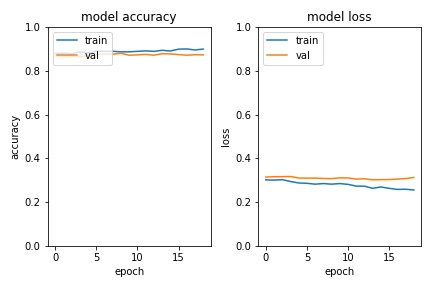 model accuracy
1.0
0.8
0.6
0.4
0.2
0.0
accuracy
train
val
0 5 10 15
epoch
model loss
1.0
0.8
0.6
0.4
0.2
0.0
loss
train
val
0 5 10 15
epoch